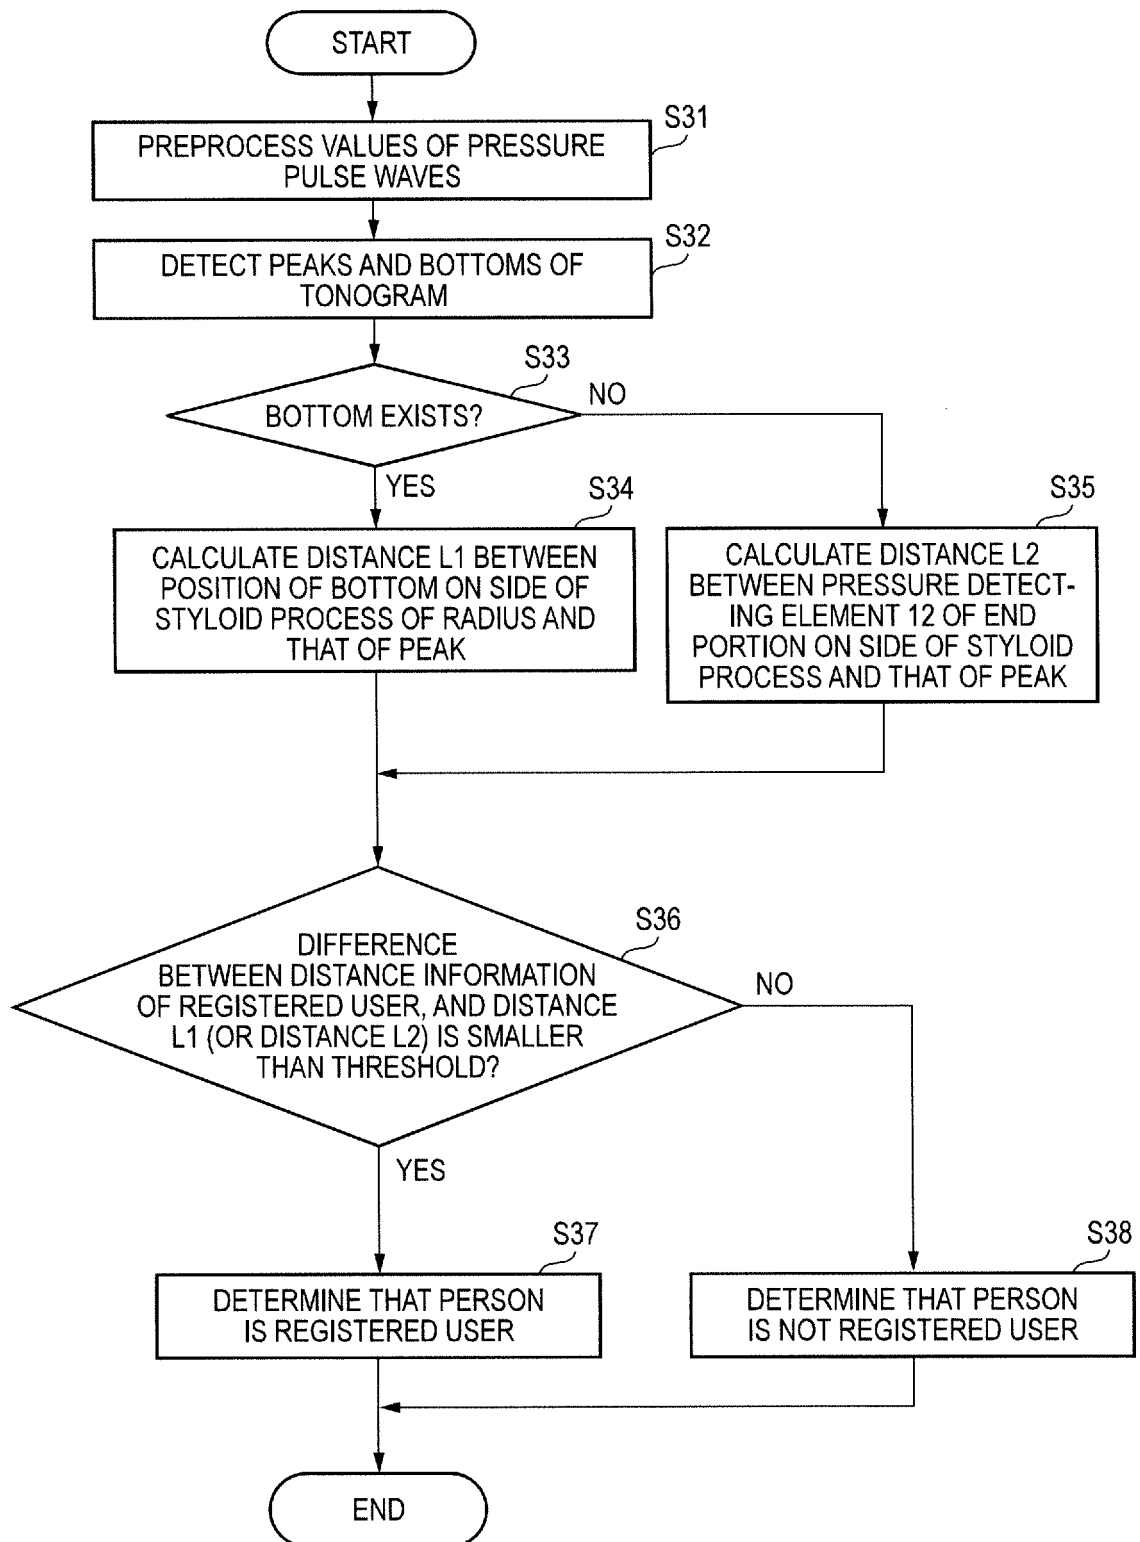 START
S31
PREPROCESS VALUES OF PRESSURE
PULSE WAVES
S32
DETECT PEAKS AND BOTTOMS OF
TONOGRAM
S33
BOTTOM EXISTS?
NO
YES
S34
CALCULATE DISTANCE L1 BETWEEN
POSITION OF BOTTOM ON SIDE OF
STYLOID PROCESS OF RADIUS AND
THAT OF PEAK
S35
CALCULATE DISTANCE L2
BETWEEN PRESSURE DETECT-
ING ELEMENT 12 OF END
PORTION ON SIDE OF STYLOID
PROCESS AND THAT OF PEAK
S36
DIFFERENCE
BETWEEN DISTANCE INFORMATION
OF REGISTERED USER, AND DISTANCE
L1 (OR DISTANCE L2) IS SMALLER
THAN THRESHOLD?
NO
YES
S37
DETERMINE THAT PERSON
IS REGISTERED USER
S38
DETERMINE THAT PERSON
IS NOT REGISTERED USER
END